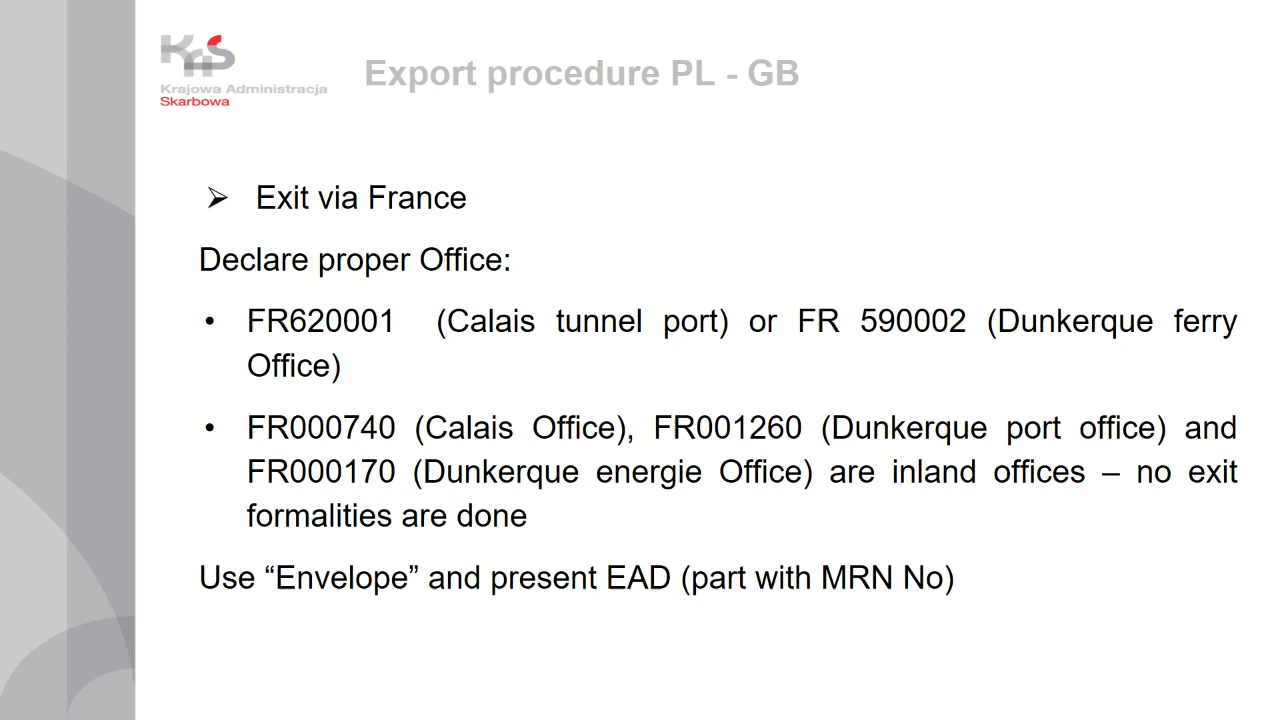 KAS
Krajowa Administracja
Skarbowa
Export procedure PL - GB
➢ Exit via France
Declare proper Office:
• FR620001 (Calais tunnel port) or FR 590002 (Dunkerque ferry
Office)
• FR000740 (Calais Office), FR001260 (Dunkerque port office) and
FR000170 (Dunkerque energie Office) are inland offices – no exit
formalities are done
Use “Envelope” and present EAD (part with MRN No)